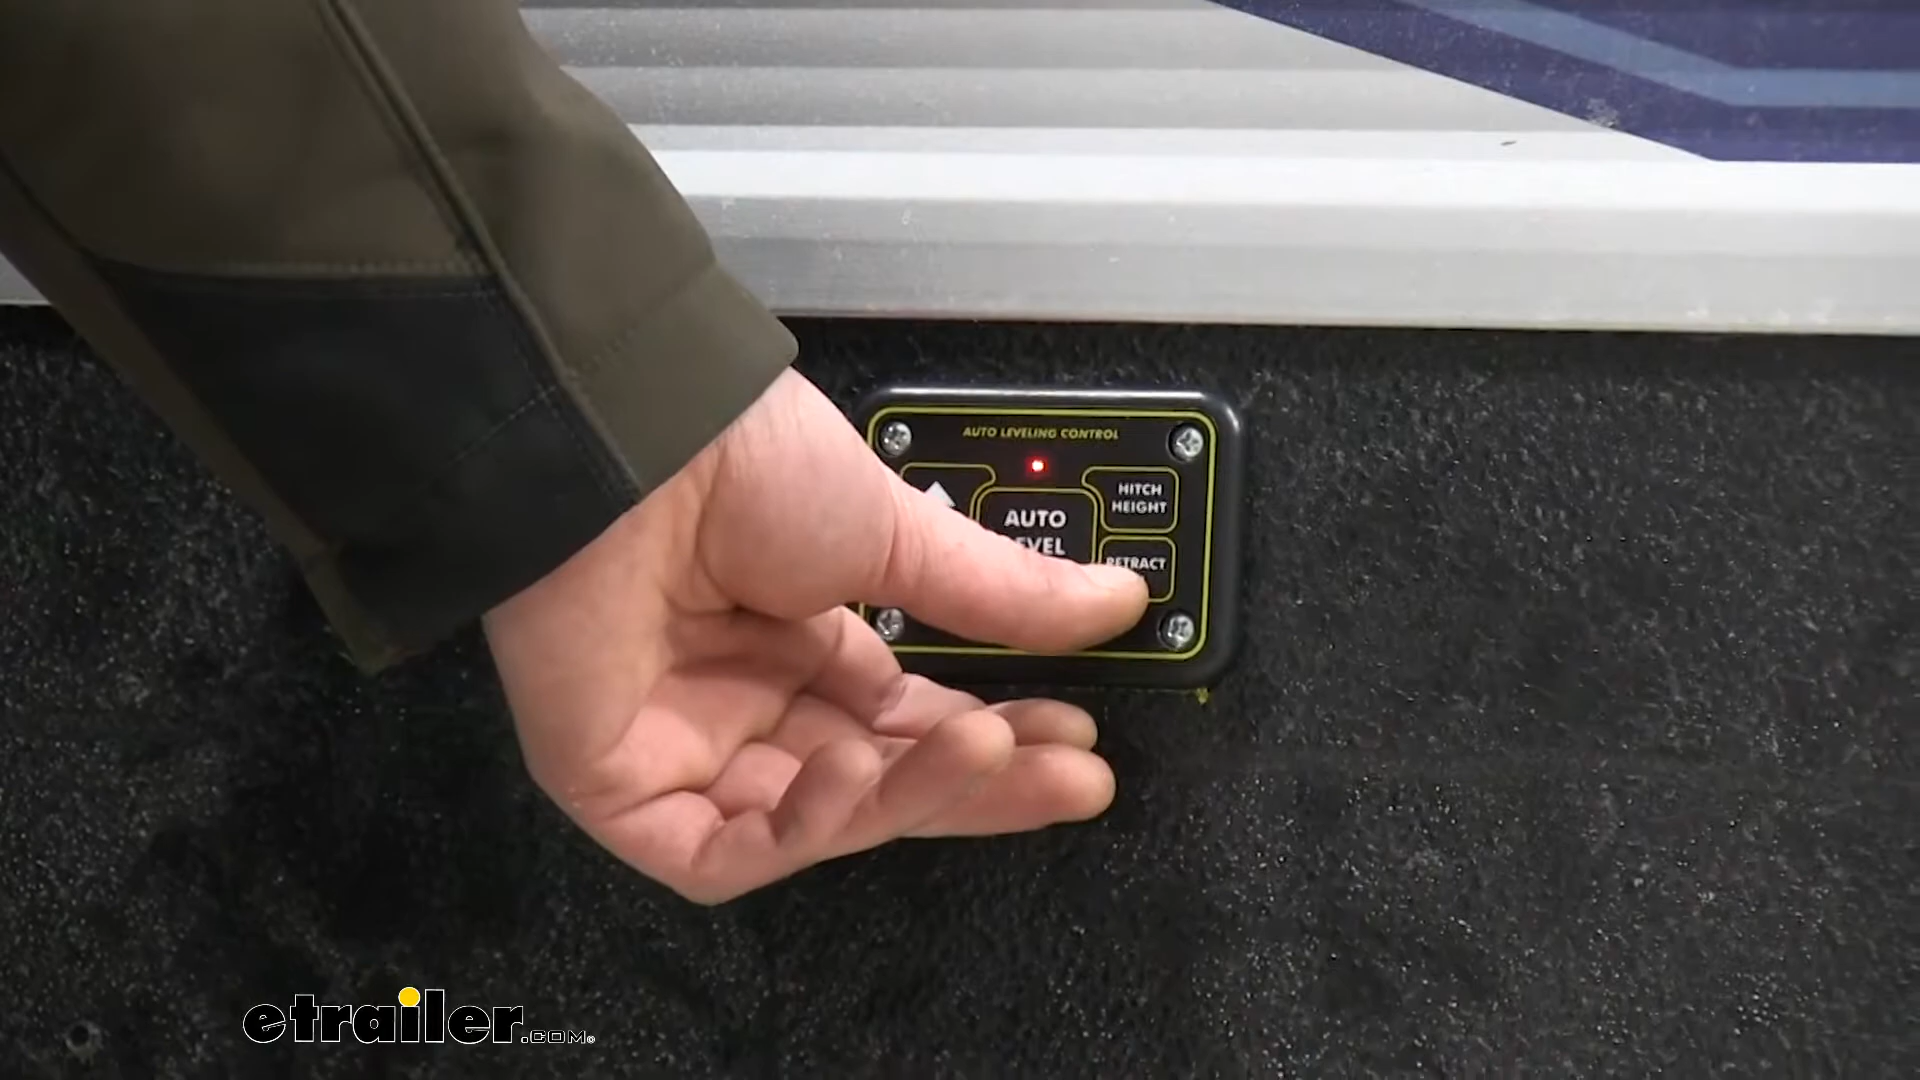 AUTO LEVELING CONTROL
AUTO
HITCH
HEIGHT
RETRACT
etrailer.COM